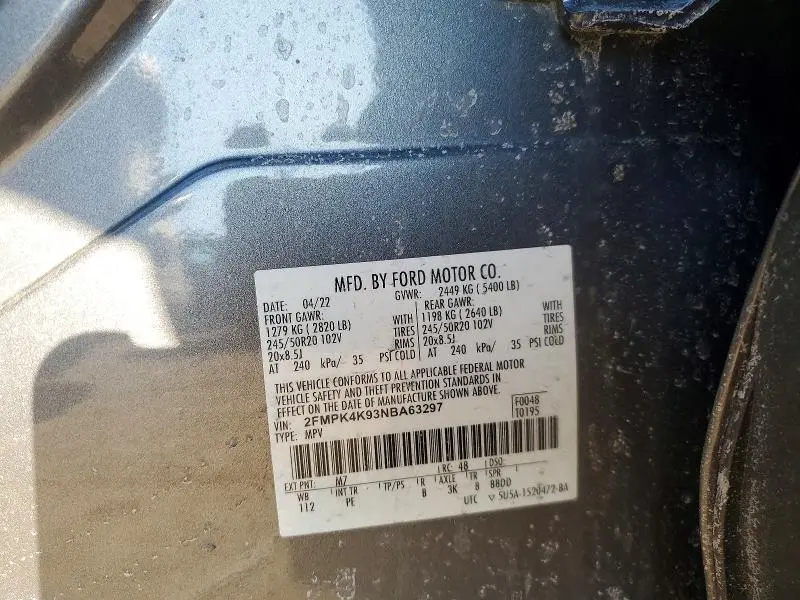 MFD. BY FORD MOTOR CO.
DATE: 04/22 GVWR: 2449 KG ( 5400 LB)
FRONT GAWR: REAR GAWR:
1279 KG ( 2820 LB) WITH 1198 KG ( 2640 LB) WITH
245/50R20 102V TIRES 245/50R20 102V TIRES
20x8.5J RIMS 20x8.5J RIMS
AT 240 kPa/ 35 PSI COLD AT 240 kPa/ 35 PSI COLD
THIS VEHICLE CONFORMS TO ALL APPLICABLE FEDERAL MOTOR
VEHICLE SAFETY AND THEFT PREVENTION STANDARDS IN
EFFECT ON THE DATE OF MANUFACTURE SHOWN ABOVE.
VIN: 2FMPK4K93NBA63297 F0048
TYPE: MPV T0195
EXT PNT: M7 RC: 48 DSO:
WB INT TR TP/PS R AXLE TR SPR
112 PE B 3K 8 BBDD
UTC ▽ 5U5A-1520472-BA